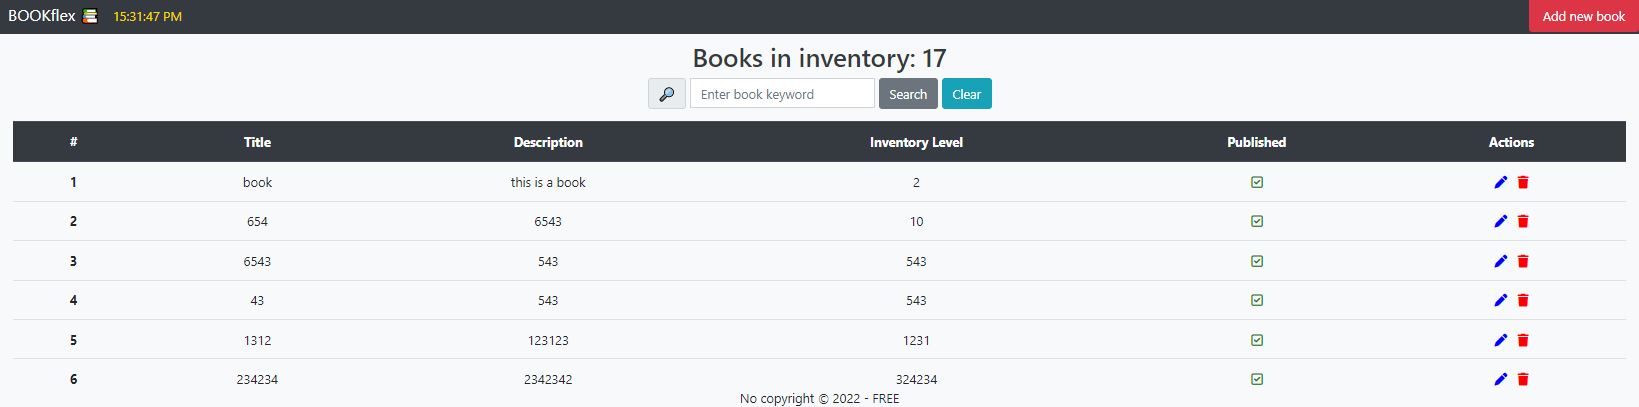 BOOKflex 15:31:47 PM Add new book
Books in inventory: 17
Enter book keyword Search Clear
# Title Description Inventory Level Published Actions
1 book this is a book 2
2 654 6543 10
3 6543 543 543
4 43 543 543
5 1312 123123 1231
6 234234 2342342 324234
No copyright © 2022 - FREE